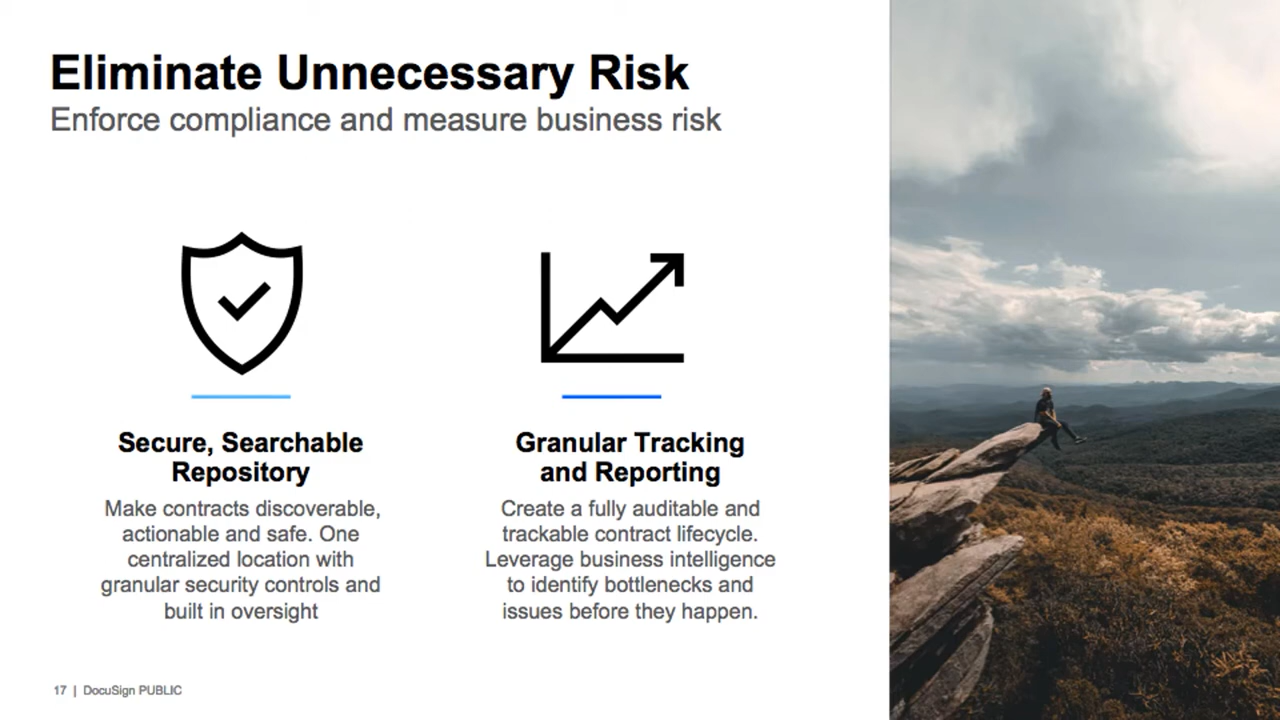 Eliminate Unnecessary Risk
Enforce compliance and measure business risk
Secure, Searchable
Repository
Make contracts discoverable,
actionable and safe. One
centralized location with
granular security controls and
built in oversight
Granular Tracking
and Reporting
Create a fully auditable and
trackable contract lifecycle.
Leverage business intelligence
to identify bottlenecks and
issues before they happen.
17 | DocuSign PUBLIC